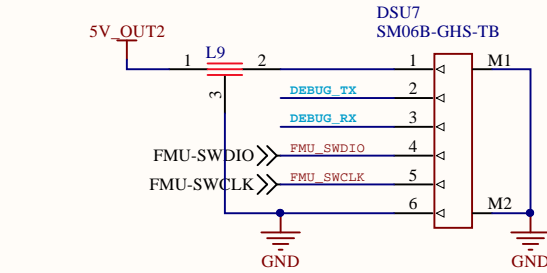 DSU7
5V_OUT2
SM06B-GHS-TB
L9
1
2
1
M1
DEBUG_TX
2
3
DEBUG_RX
3
FMU-SWDIO
FMU_SWDIO
4
FMU-SWCLK
FMU_SWCLK
5
6
M2
GND
GND